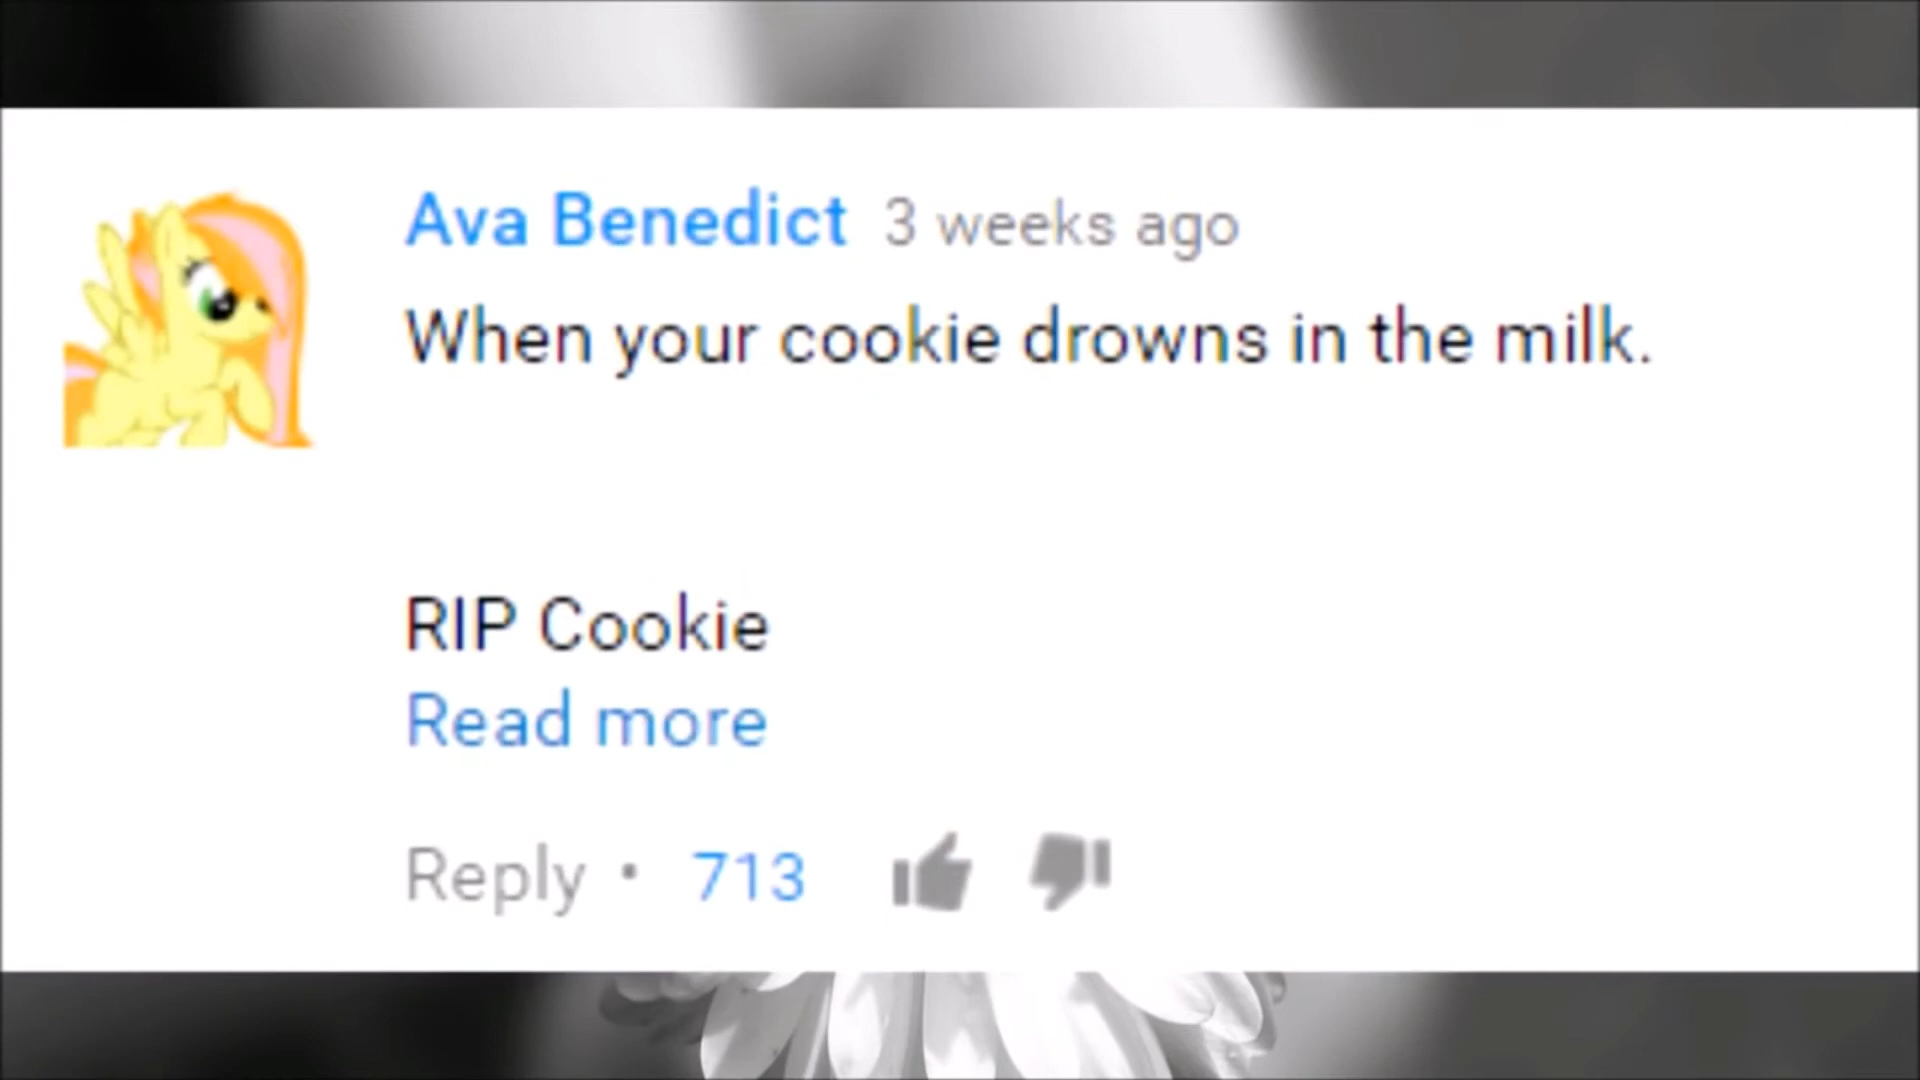 Ava Benedict 3 weeks ago
When your cookie drowns in the milk.
RIP Cookie
Read more
Reply • 713